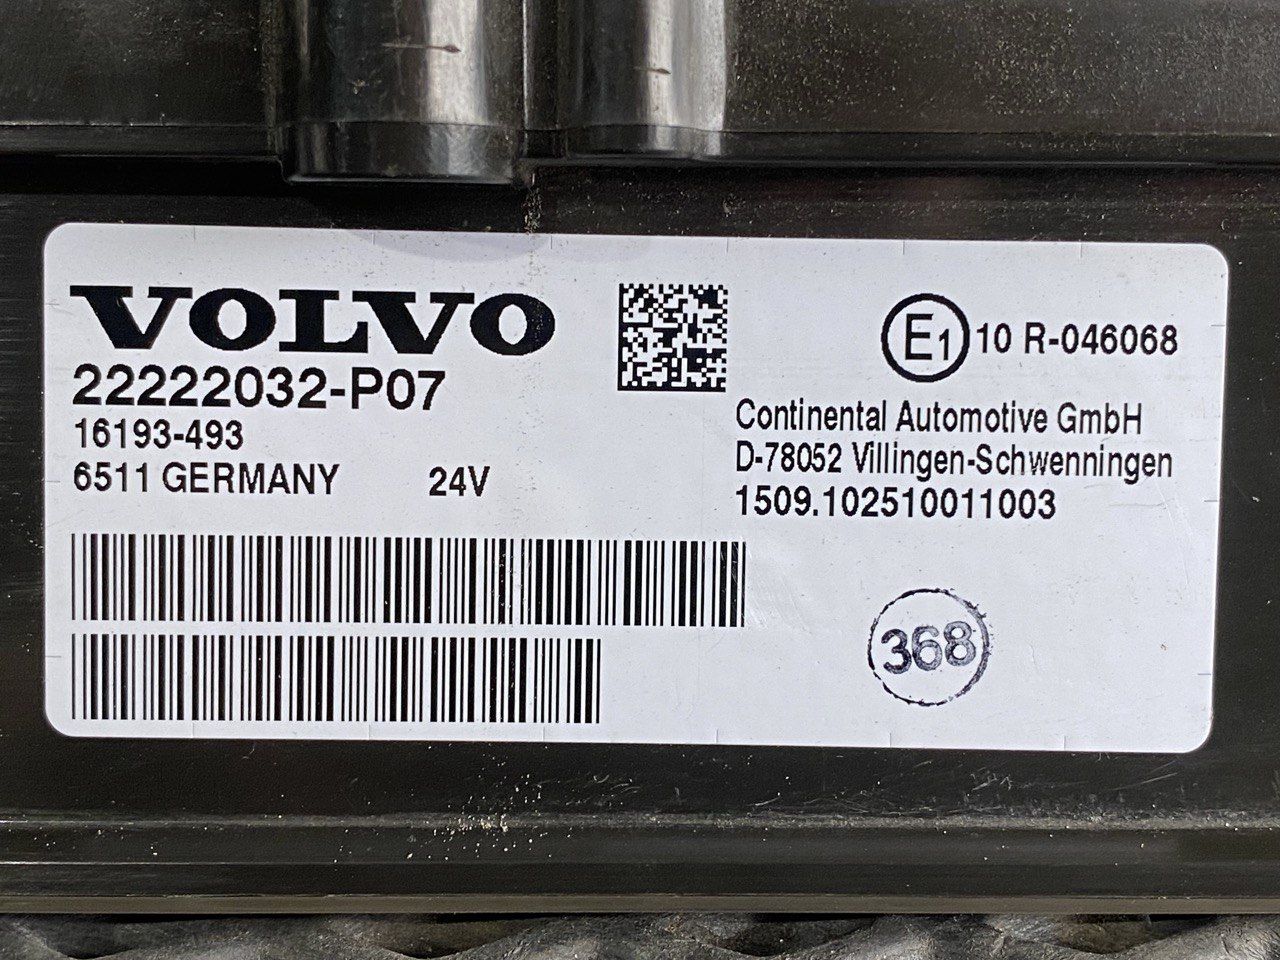 VOLVO
22222032-P07
16193-493
6511 GERMANY 24V
E1 10 R-046068
Continental Automotive GmbH
D-78052 Villingen-Schwenningen
1509.102510011003
368